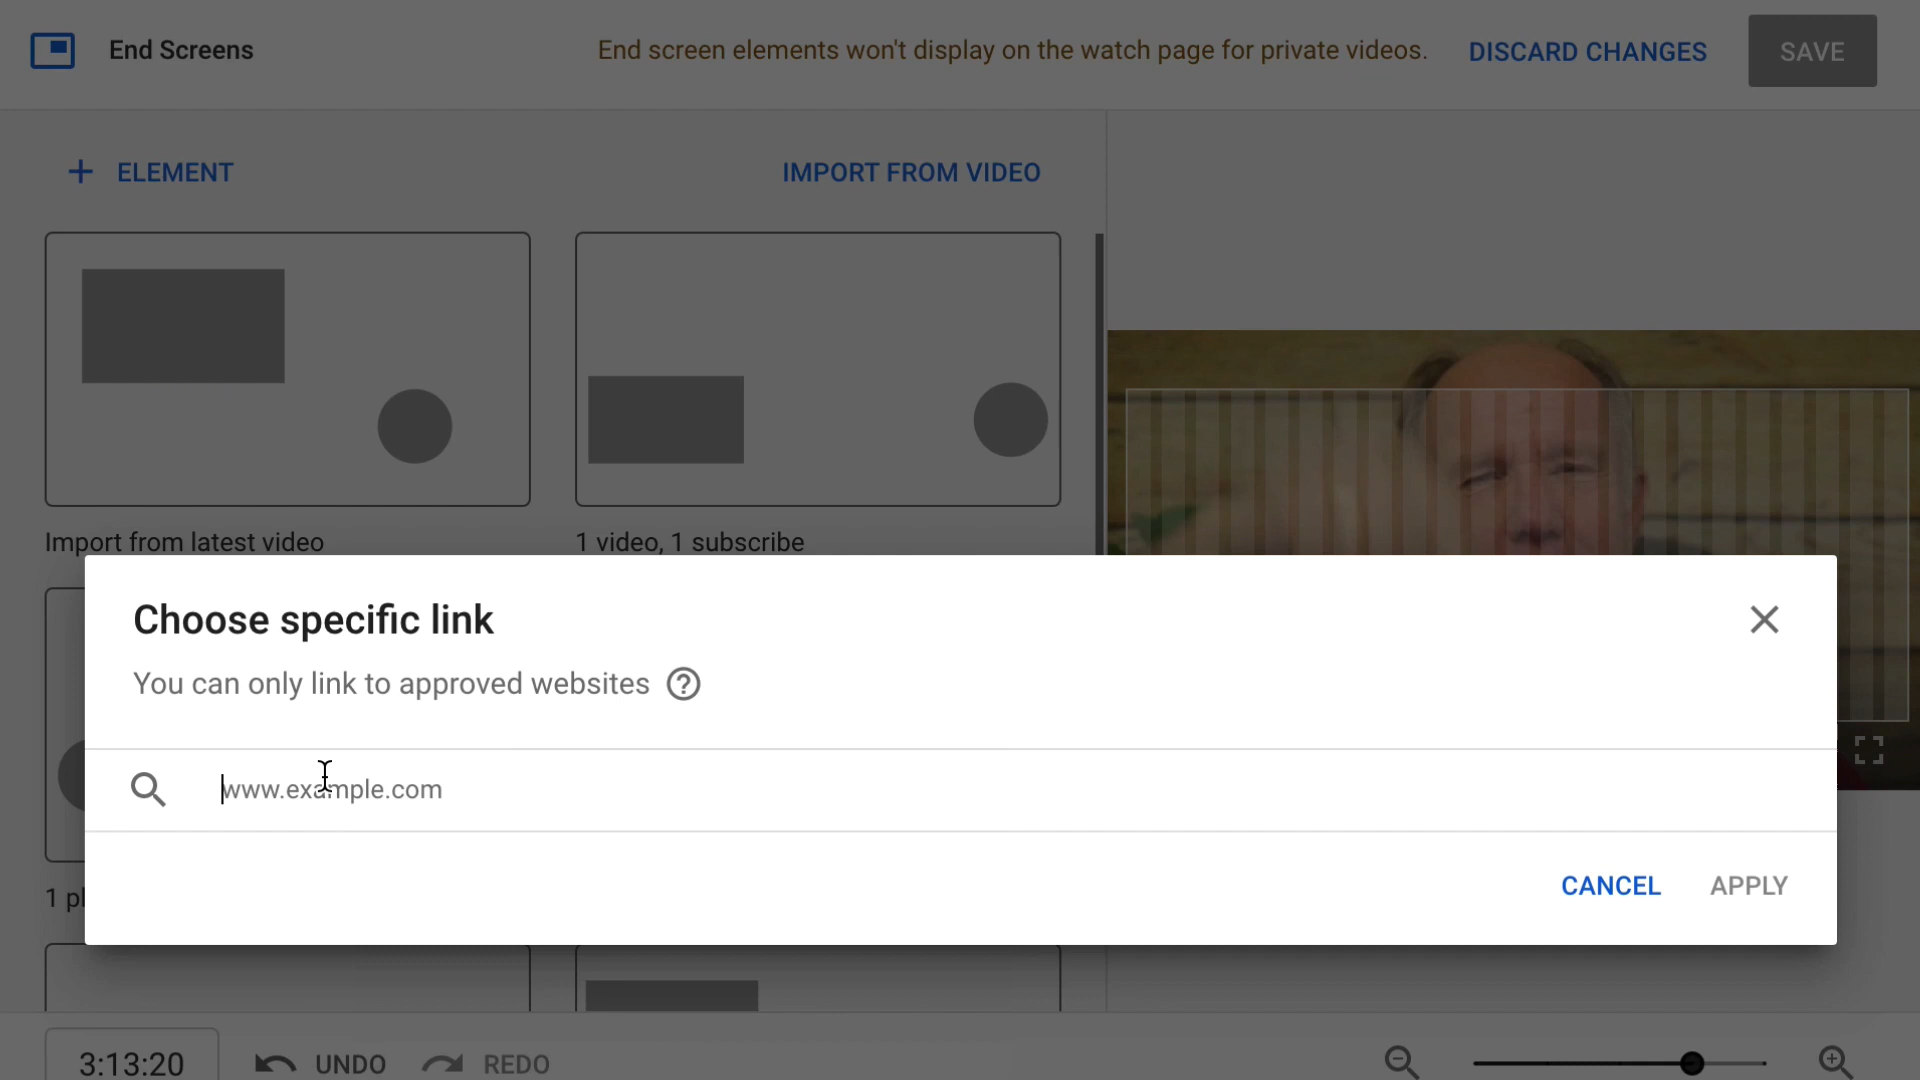 End Screens
End screen elements won't display on the watch page for private videos.
DISCARD CHANGES
SAVE
+ ELEMENT
IMPORT FROM VIDEO
Import from latest video
1 video, 1 subscribe
Choose specific link
You can only link to approved websites
www.example.com
CANCEL
APPLY
1 pl
3:13:20
UNDO
REDO